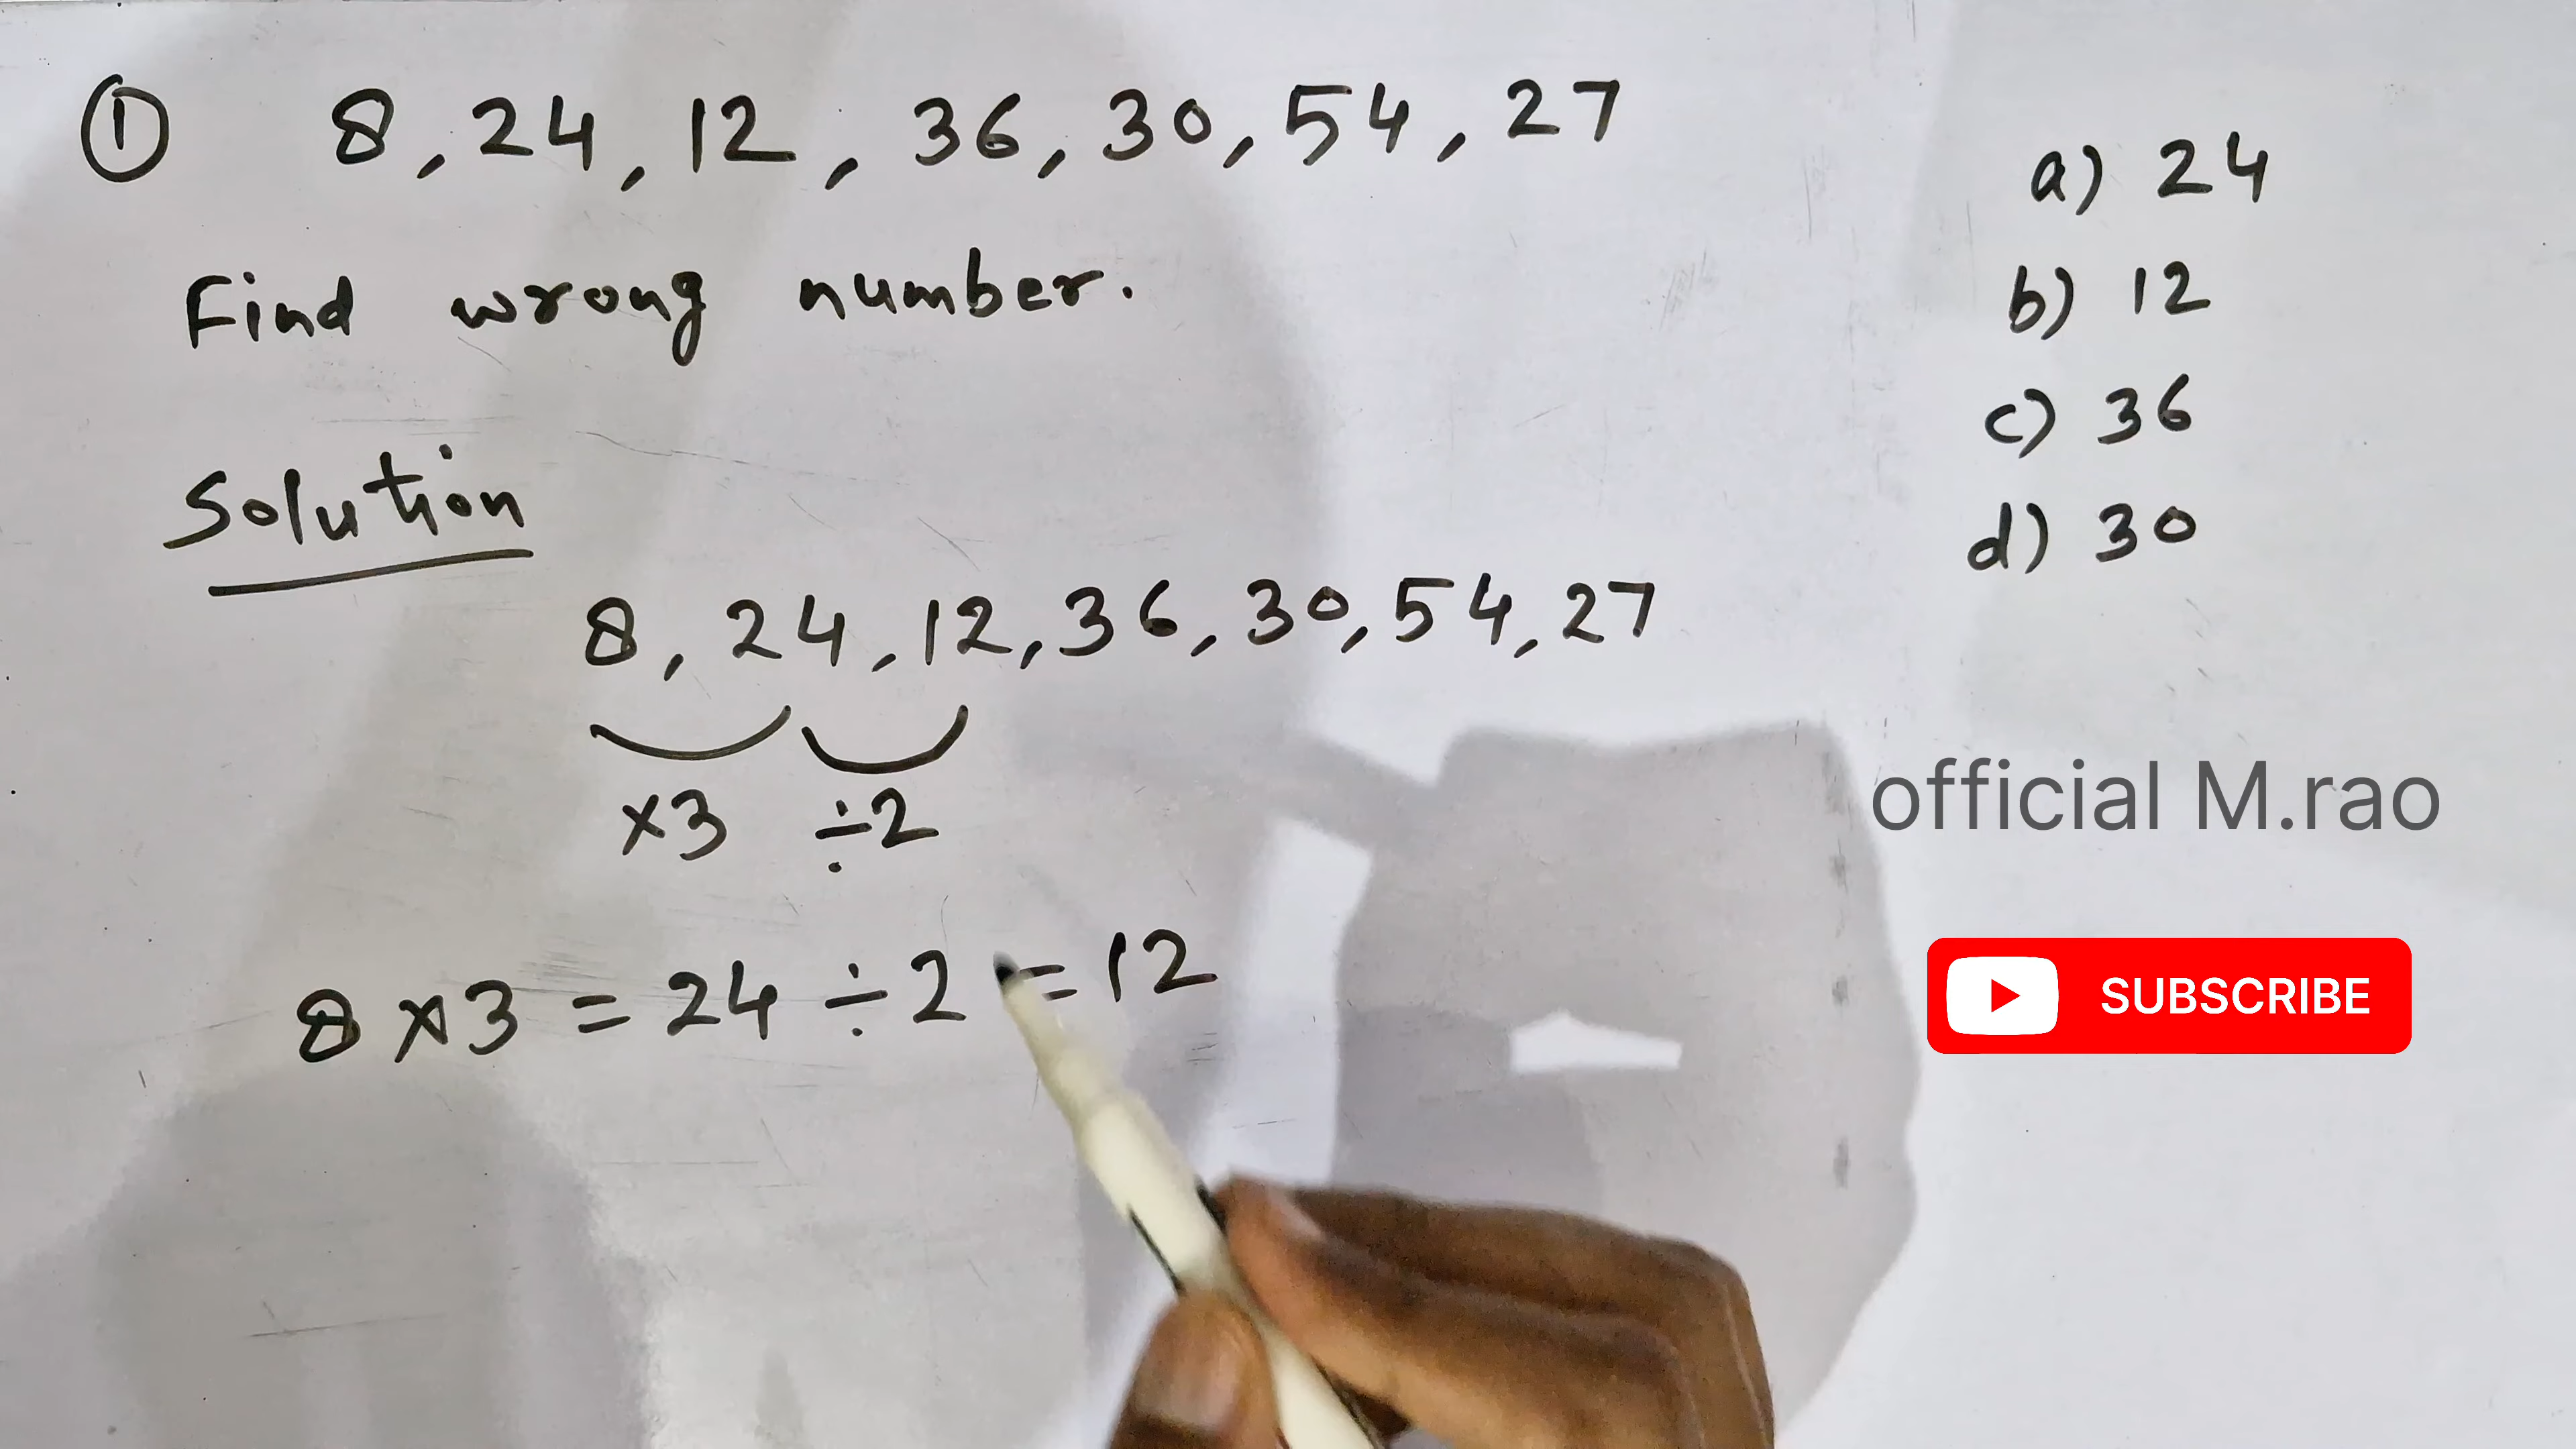 ① 8, 24, 12, 36, 30, 54, 27
Find wrong number.
a) 24
b) 12
c) 36
d) 30
Solution
8, 24, 12, 36, 30, 54, 27
×3 ÷2
8 ×3 = 24 ÷2 = 12
official M.rao
SUBSCRIBE